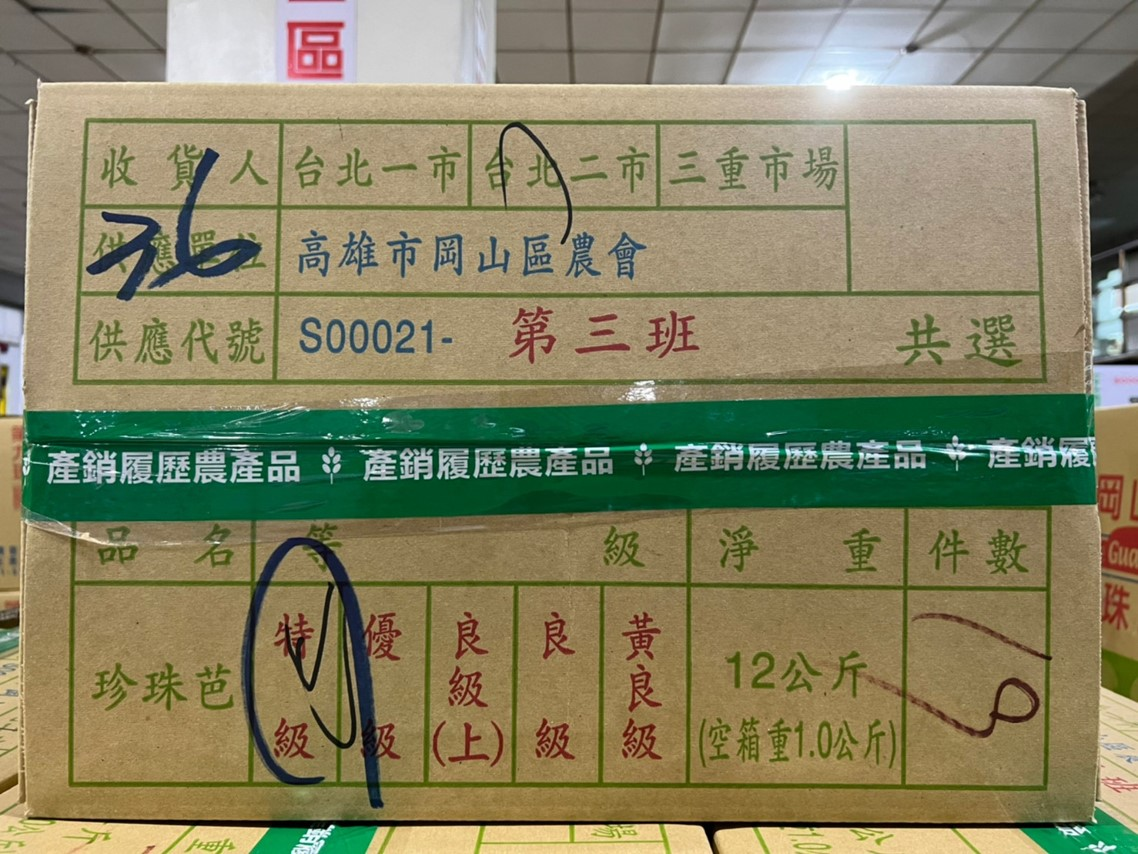 區
收貨人 台北一市 台北二市 三重市場
供應單位 高雄市岡山區農會
36
供應代號 S00021- 第三班 共選
產銷履歷農產品 產銷履歷農產品 產銷履歷農產品 產銷履
品名 等級 淨重 件數
珍珠芭 特級 優級 良級(上) 良級 黃良級 12公斤
(空箱重1.0公斤)
岡
Gua
珠
班